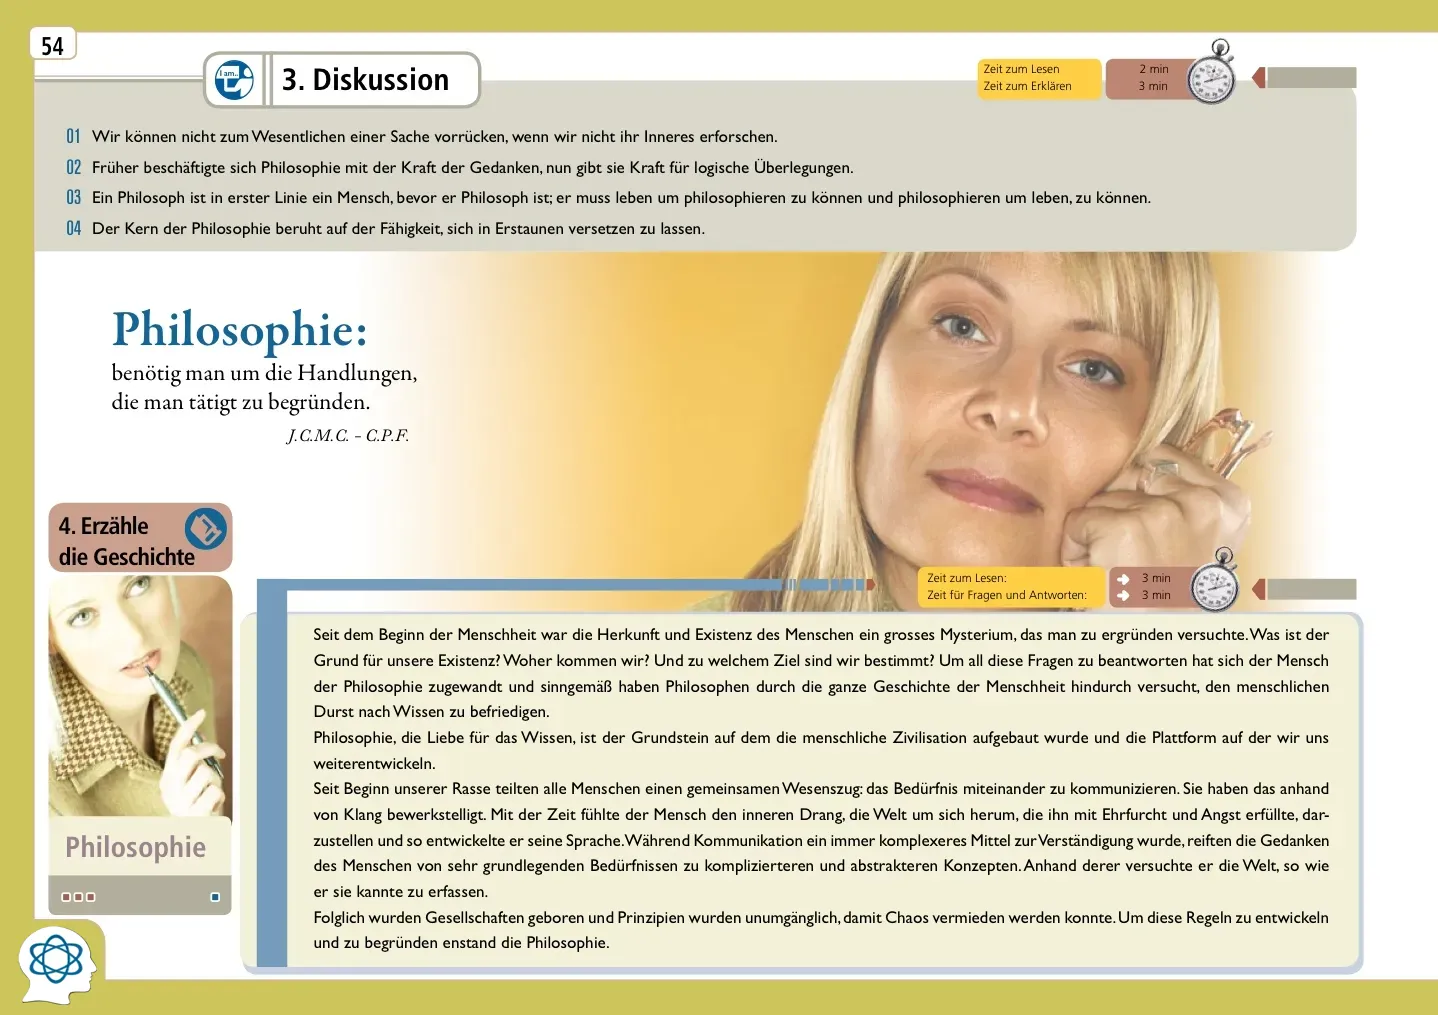 54
I am...
3. Diskussion
Zeit zum Lesen 2 min
Zeit zum Erklären 3 min
01 Wir können nicht zum Wesentlichen einer Sache vorrücken, wenn wir nicht ihr Inneres erforschen.
02 Früher beschäftigte sich Philosophie mit der Kraft der Gedanken, nun gibt sie Kraft für logische Überlegungen.
03 Ein Philosoph ist in erster Linie ein Mensch, bevor er Philosoph ist; er muss leben um philosophieren zu können und philosophieren um leben, zu können.
04 Der Kern der Philosophie beruht auf der Fähigkeit, sich in Erstaunen versetzen zu lassen.
Philosophie:
benötig man um die Handlungen,
die man tätigt zu begründen.
J.C.M.C. – C.P.F.
4. Erzähle
die Geschichte
Zeit zum Lesen: 3 min
Zeit für Fragen und Antworten: 3 min
Seit dem Beginn der Menschheit war die Herkunft und Existenz des Menschen ein grosses Mysterium, das man zu ergründen versuchte. Was ist der
Grund für unsere Existenz? Woher kommen wir? Und zu welchem Ziel sind wir bestimmt? Um all diese Fragen zu beantworten hat sich der Mensch
der Philosophie zugewandt und sinngemäß haben Philosophen durch die ganze Geschichte der Menschheit hindurch versucht, den menschlichen
Durst nach Wissen zu befriedigen.
Philosophie, die Liebe für das Wissen, ist der Grundstein auf dem die menschliche Zivilisation aufgebaut wurde und die Plattform auf der wir uns
weiterentwickeln.
Seit Beginn unserer Rasse teilten alle Menschen einen gemeinsamen Wesenszug: das Bedürfnis miteinander zu kommunizieren. Sie haben das anhand
von Klang bewerkstelligt. Mit der Zeit fühlte der Mensch den inneren Drang, die Welt um sich herum, die ihn mit Ehrfurcht und Angst erfüllte, dar-
zustellen und so entwickelte er seine Sprache. Während Kommunikation ein immer komplexeres Mittel zur Verständigung wurde, reiften die Gedanken
des Menschen von sehr grundlegenden Bedürfnissen zu komplizierteren und abstrakteren Konzepten. Anhand derer versuchte er die Welt, so wie
er sie kannte zu erfassen.
Folglich wurden Gesellschaften geboren und Prinzipien wurden unumgänglich, damit Chaos vermieden werden konnte. Um diese Regeln zu entwickeln
und zu begründen enstand die Philosophie.
Philosophie